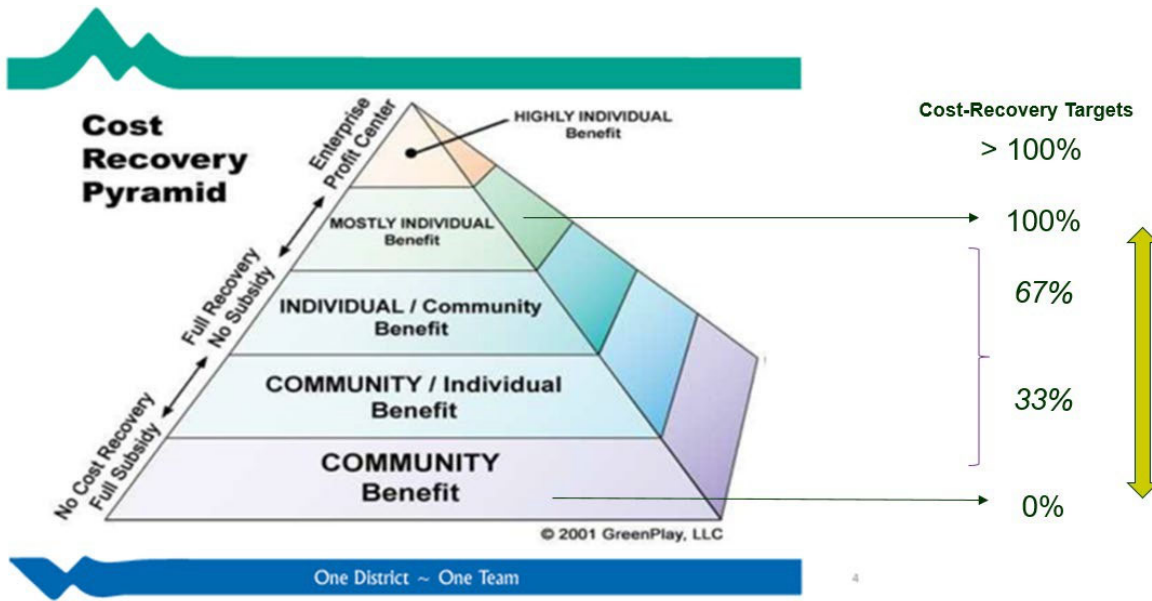 Cost
Recovery
Pyramid
Enterprise
Profit Center
Full Recovery
No Subsidy
No Cost Recovery
Full Subsidy
HIGHLY INDIVIDUAL
Benefit
MOSTLY INDIVIDUAL
Benefit
INDIVIDUAL / Community
Benefit
COMMUNITY / Individual
Benefit
COMMUNITY
Benefit
© 2001 GreenPlay, LLC
Cost-Recovery Targets
> 100%
100%
67%
33%
0%
One District ~ One Team
4